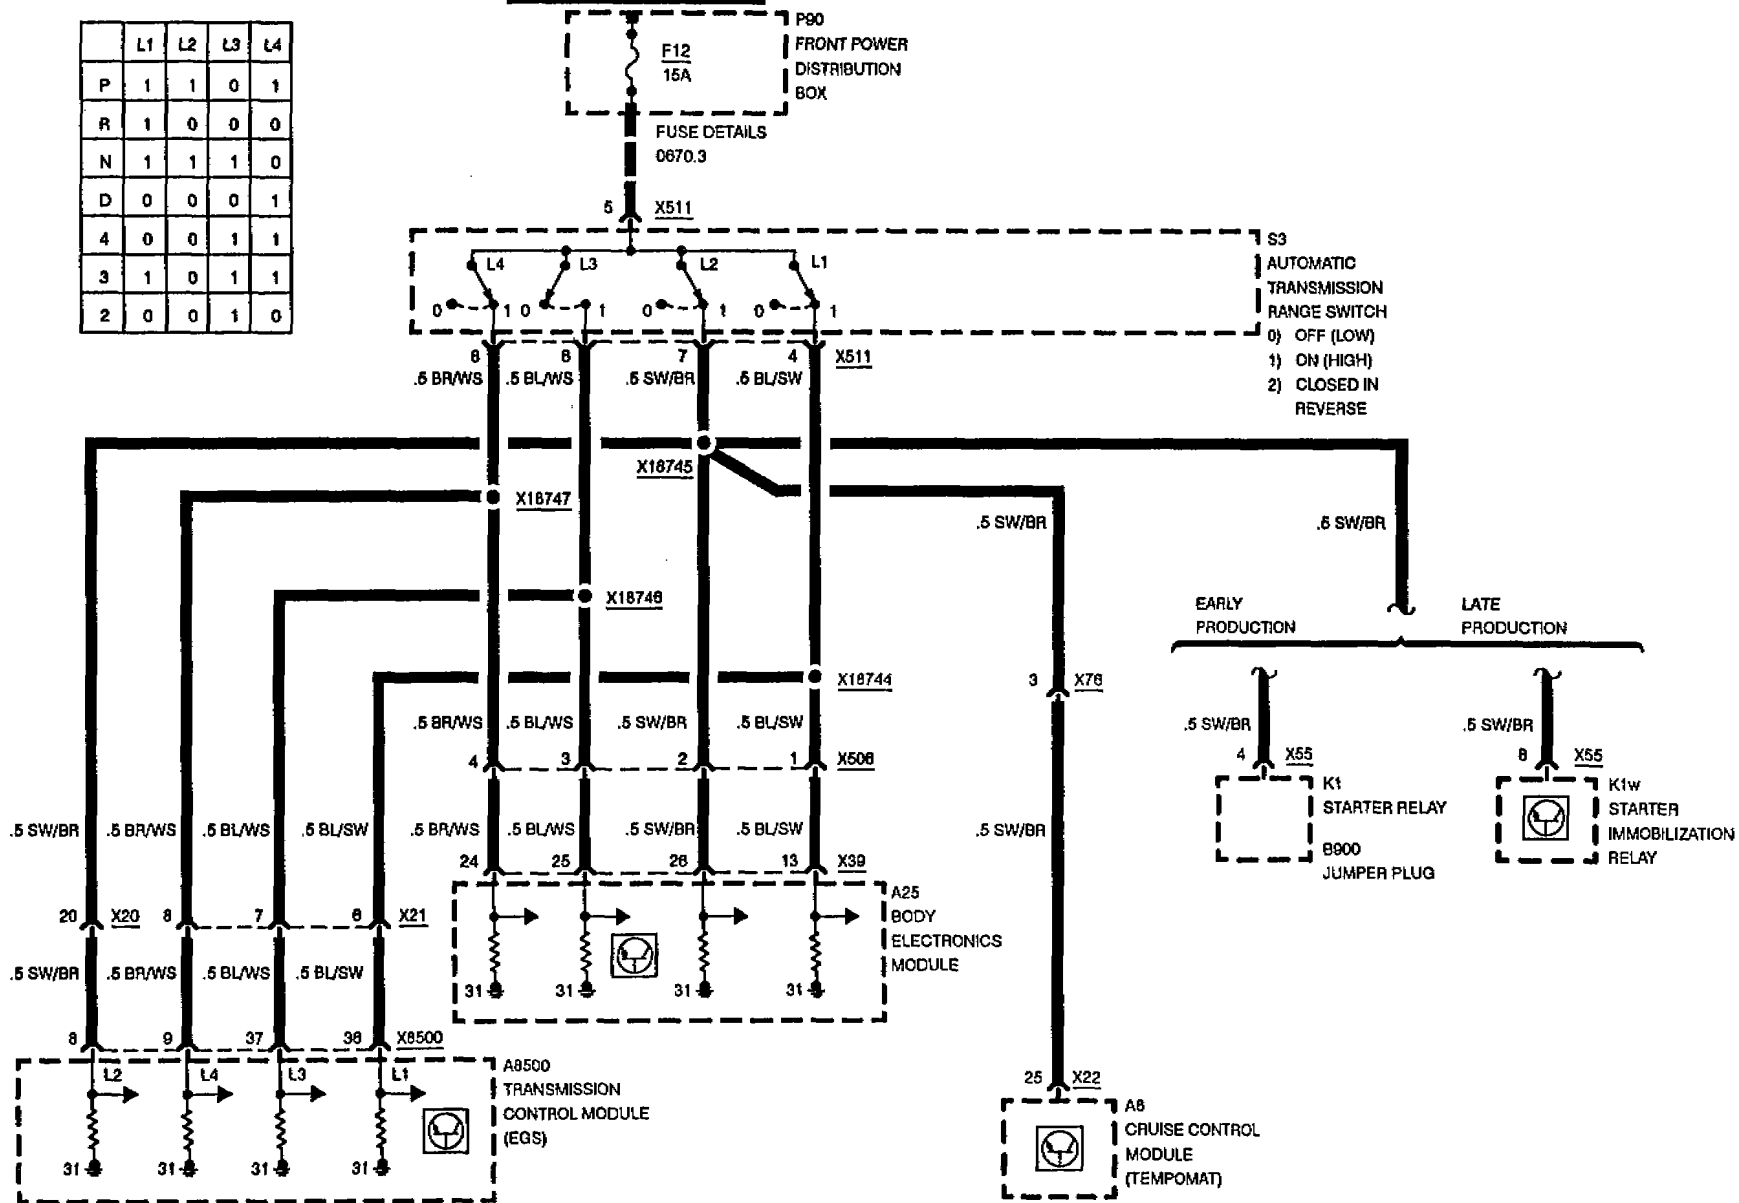 L1 L2 L3 L4
P 1 1 0 1
R 1 0 0 0
N 1 1 1 0
D 0 0 0 1
4 0 0 1 1
3 1 0 1 1
2 0 0 1 0
F12
15A
P90
FRONT POWER
DISTRIBUTION
BOX
FUSE DETAILS
0670.3
5 X511
L4 L3 L2 L1
0 1 0 1 0 1 0 1
S3
AUTOMATIC
TRANSMISSION
RANGE SWITCH
0) OFF (LOW)
1) ON (HIGH)
2) CLOSED IN
REVERSE
8 6 7 4 X511
.5 BR/WS .5 BL/WS .5 SW/BR .5 BL/SW
X18745
X18747
.5 SW/BR .5 SW/BR
X18746
EARLY
PRODUCTION
LATE
PRODUCTION
X18744
3 X76
.5 BR/WS .5 BL/WS .5 SW/BR .5 BL/SW
.5 SW/BR .5 SW/BR
4 3 2 1 X506
4 X55
8 X55
K1
STARTER RELAY
B900
JUMPER PLUG
K1w
STARTER
IMMOBILIZATION
RELAY
.5 SW/BR .5 BR/WS .5 BL/WS .5 BL/SW .5 BR/WS .5 BL/WS .5 SW/BR .5 BL/SW .5 SW/BR
24 25 26 13 X39
A25
BODY
ELECTRONICS
MODULE
31 31 31 31
20 X20 8 7 6 X21
.5 SW/BR .5 BR/WS .5 BL/WS .5 BL/SW
8 9 37 36 X8500
L2 L4 L3 L1
31 31 31 31
A8500
TRANSMISSION
CONTROL MODULE
(EGS)
25 X22
A8
CRUISE CONTROL
MODULE
(TEMPOMAT)